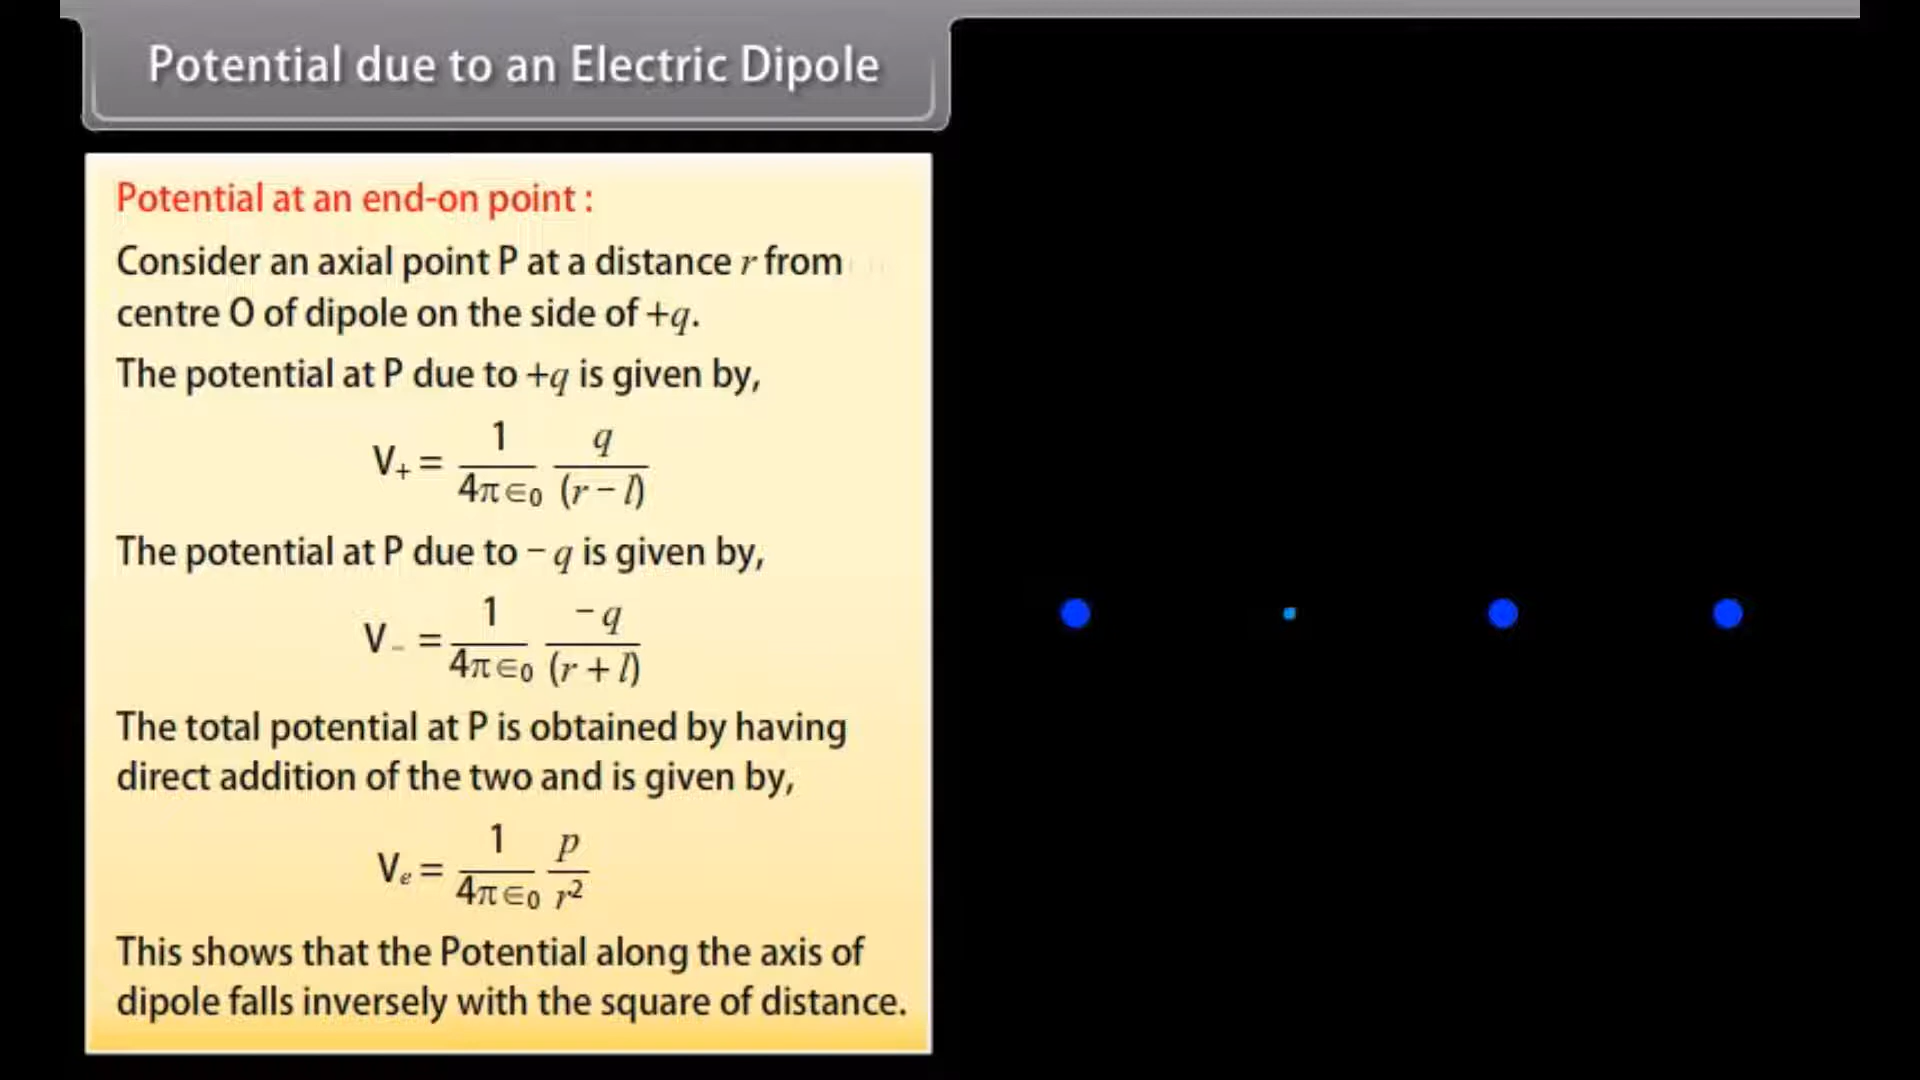 Potential due to an Electric Dipole
Potential at an end-on point :
Consider an axial point P at a distance r from
centre O of dipole on the side of +q.
The potential at P due to +q is given by,
V₊ = 1/4π∈₀ q/(r − l)
The potential at P due to − q is given by,
V₋ = 1/4π∈₀ − q/(r + l)
The total potential at P is obtained by having
direct addition of the two and is given by,
Vₑ = 1/4π∈₀ p/r²
This shows that the Potential along the axis of
dipole falls inversely with the square of distance.